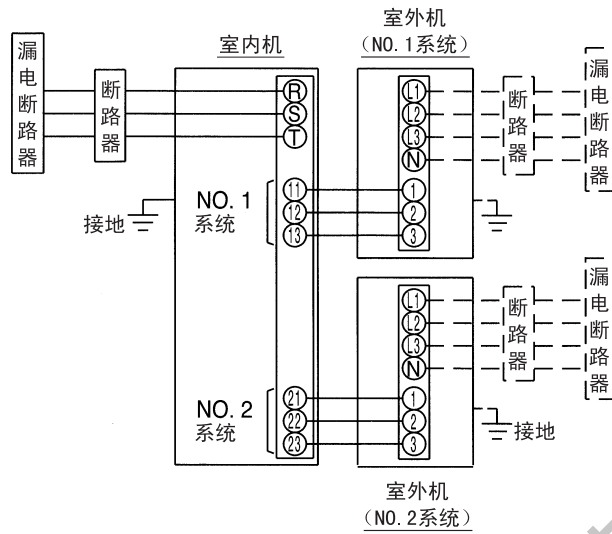 漏电断路器
断路器
室内机
R
S
T
NO. 1
系统
11
12
13
接地
NO. 2
系统
21
22
23
室外机
(NO. 1系统)
L1
L2
L3
N
1
2
3
断路器
漏电断路器
L1
L2
L3
N
1
2
3
断路器
漏电断路器
接地
室外机
(NO. 2系统)